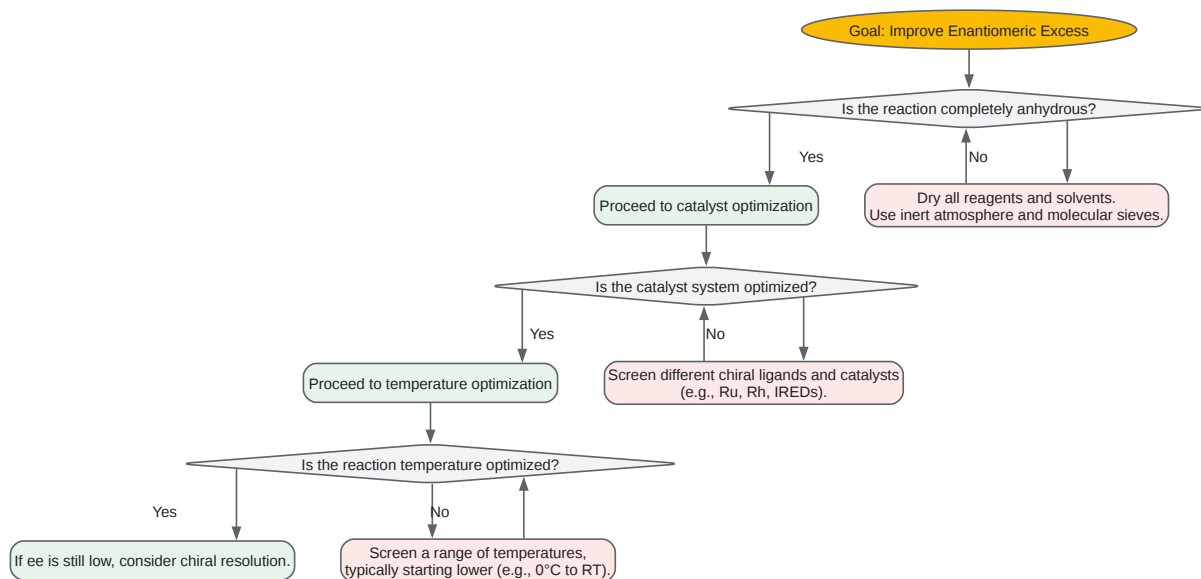 Goal: Improve Enantiomeric Excess
Is the reaction completely anhydrous?
Yes
No
Proceed to catalyst optimization
Dry all reagents and solvents.
Use inert atmosphere and molecular sieves.
Is the catalyst system optimized?
Yes
No
Proceed to temperature optimization
Screen different chiral ligands and catalysts
(e.g., Ru, Rh, IREDs).
Is the reaction temperature optimized?
Yes
No
If ee is still low, consider chiral resolution.
Screen a range of temperatures,
typically starting lower (e.g., 0°C to RT).